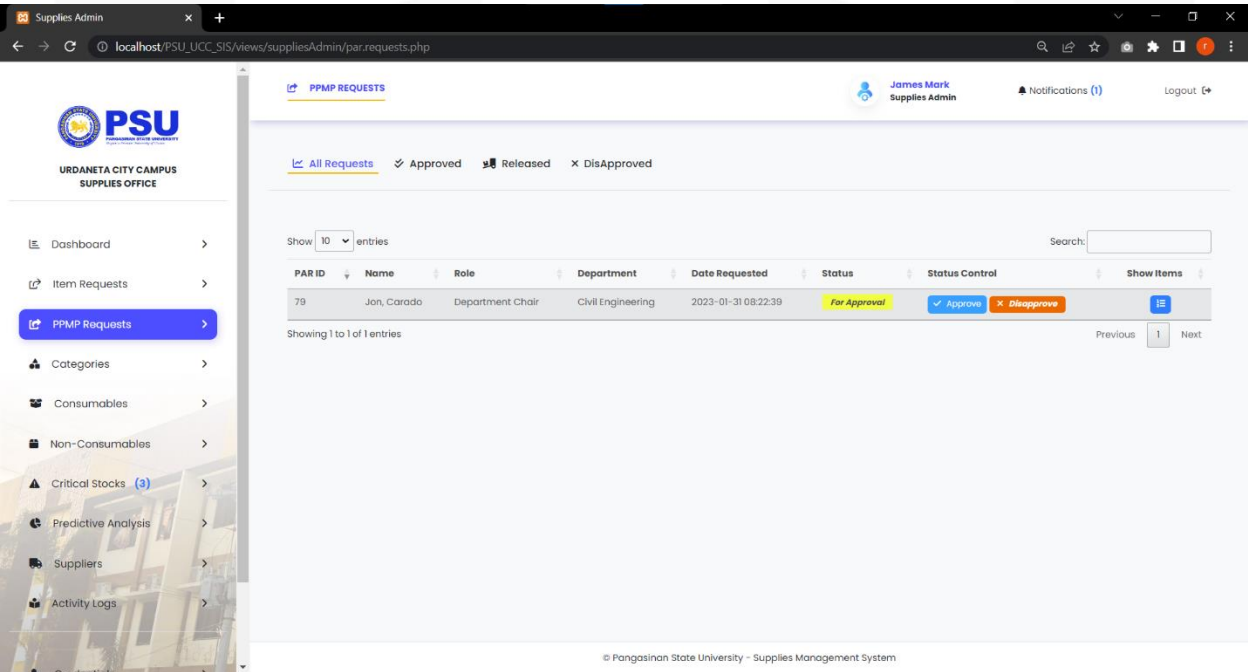 Supplies Admin
localhost/PSU_UCC_SIS/views/suppliesAdmin/par.requests.php
PSU
URDANETA CITY CAMPUS
SUPPLIES OFFICE
Dashboard
Item Requests
PPMP Requests
Categories
Consumables
Non-Consumables
Critical Stocks (3)
Predictive Analysis
Suppliers
Activity Logs
PPMP REQUESTS
James Mark
Supplies Admin
Notifications (1)
Logout
All Requests Approved Released DisApproved
Show 10 entries
Search:
PAR ID Name Role Department Date Requested Status Status Control Show Items
79 Jon, Carado Department Chair Civil Engineering 2023-01-31 08:22:39 For Approval Approve Disapprove
Showing 1 to 1 of 1 entries
Previous 1 Next
© Pangasinan State University - Supplies Management System